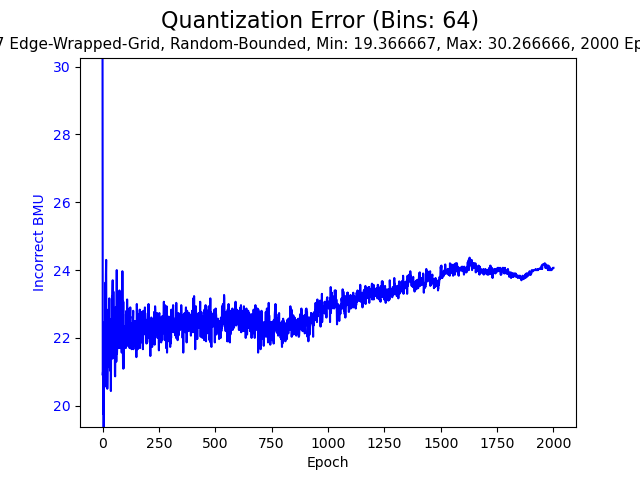 Quantization Error (Bins: 64)
7 Edge-Wrapped-Grid, Random-Bounded, Min: 19.366667, Max: 30.266666, 2000 Ep
30
28
26
24
22
20
Incorrect BMU
0 250 500 750 1000 1250 1500 1750 2000
Epoch